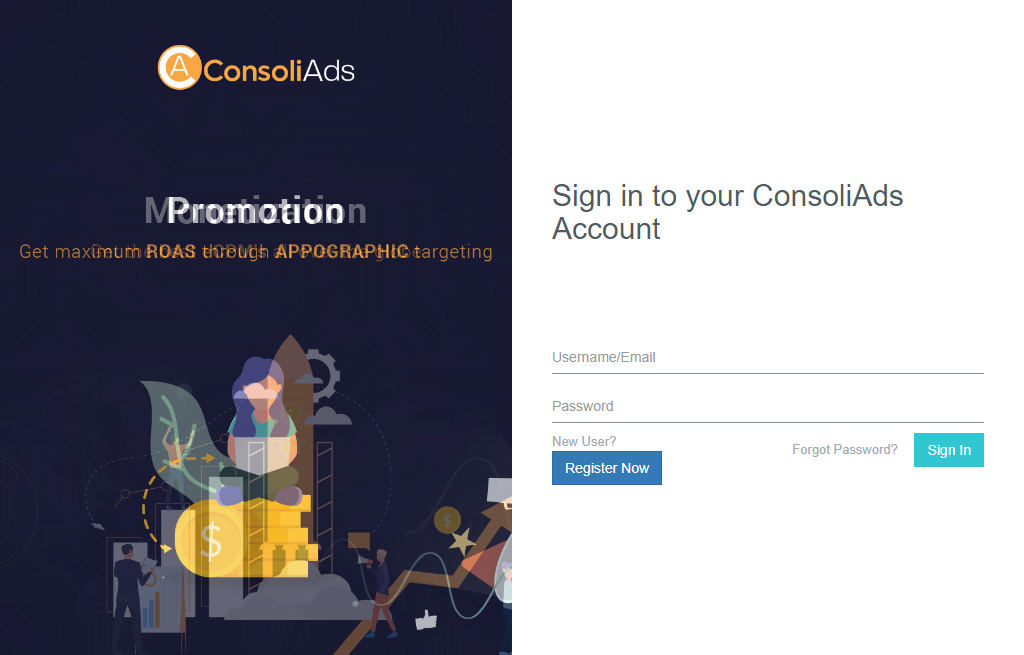 ConsoliAds
Promotion
Get maximum ROAS through APPOGRAPHIC targeting
Sign in to your ConsoliAds
Account
Username/Email
Password
New User?
Forgot Password?
Sign In
Register Now